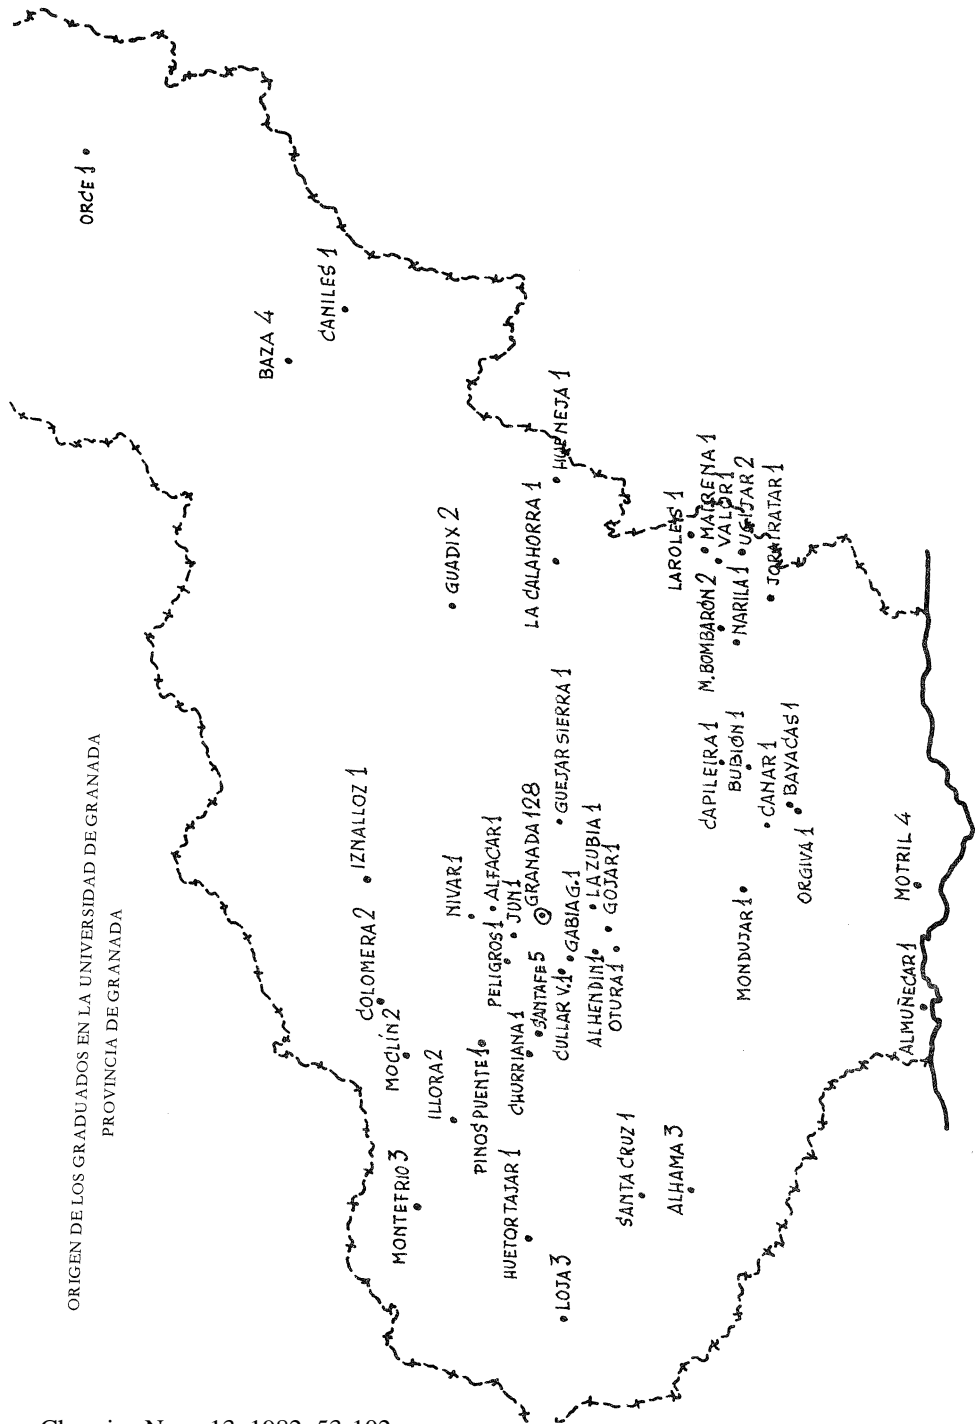 ORIGEN DE LOS GRADUADOS EN LA UNIVERSIDAD DE GRANADA
PROVINCIA DE GRANADA
ORCE 1
BAZA 4
CANILES 1
IZNALLOZ 1
COLOMERA 2
MOCLÍN 2
MONTEFRIO 3
ILLORA 2
NIVAR 1
GUADIX 2
PINOS PUENTE 1
PELIGROS 1
ALFACAR 1
JUN 1
HUETOR TAJAR 1
CHURRIANA 1
SANTAFE 5
GRANADA 128
LA CALAHORRA 1
LOJA 3
CULLAR V. 1
GABIA G. 1
GUEJAR SIERRA 1
HUENEJA 1
ALHENDIN 1
LA ZUBIA 1
OTURA 1
GOJAR 1
SANTA CRUZ 1
ALHAMA 3
LAROLES 1
CAPILEIRA 1
M. BOMBARÓN 2
MAIRENA 1
VALOR 1
BUBIÓN 1
NARILA 1
UGIJAR 2
MONDUJAR 1
CAÑAR 1
JORAIRATAR 1
BAYACAS 1
ORGIVA 1
MOTRIL 4
ALMUÑECAR 1